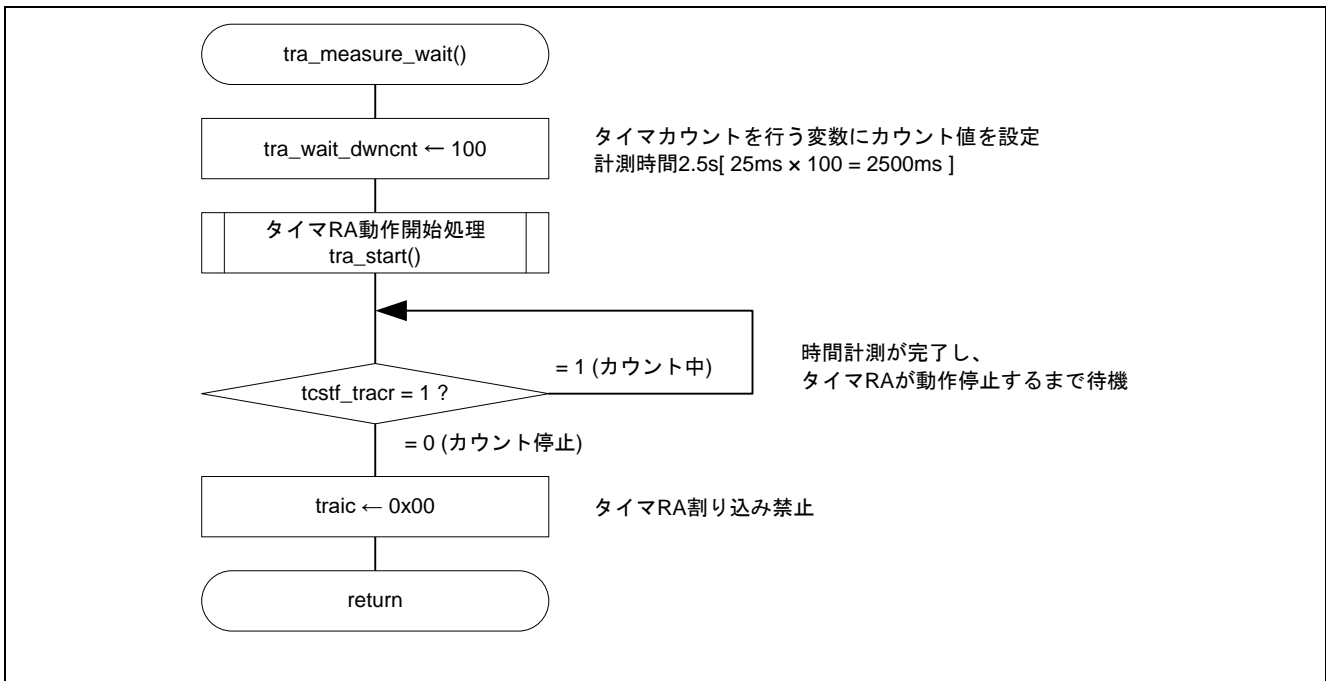 tra_measure_wait()
tra_wait_dwncnt ← 100
タイマカウントを行う変数にカウント値を設定
計測時間2.5s[ 25ms × 100 = 2500ms ]
タイマRA動作開始処理
tra_start()
= 1 (カウント中)
時間計測が完了し、
タイマRAが動作停止するまで待機
tcstf_tracr = 1 ?
= 0 (カウント停止)
traic ← 0x00
タイマRA割り込み禁止
return